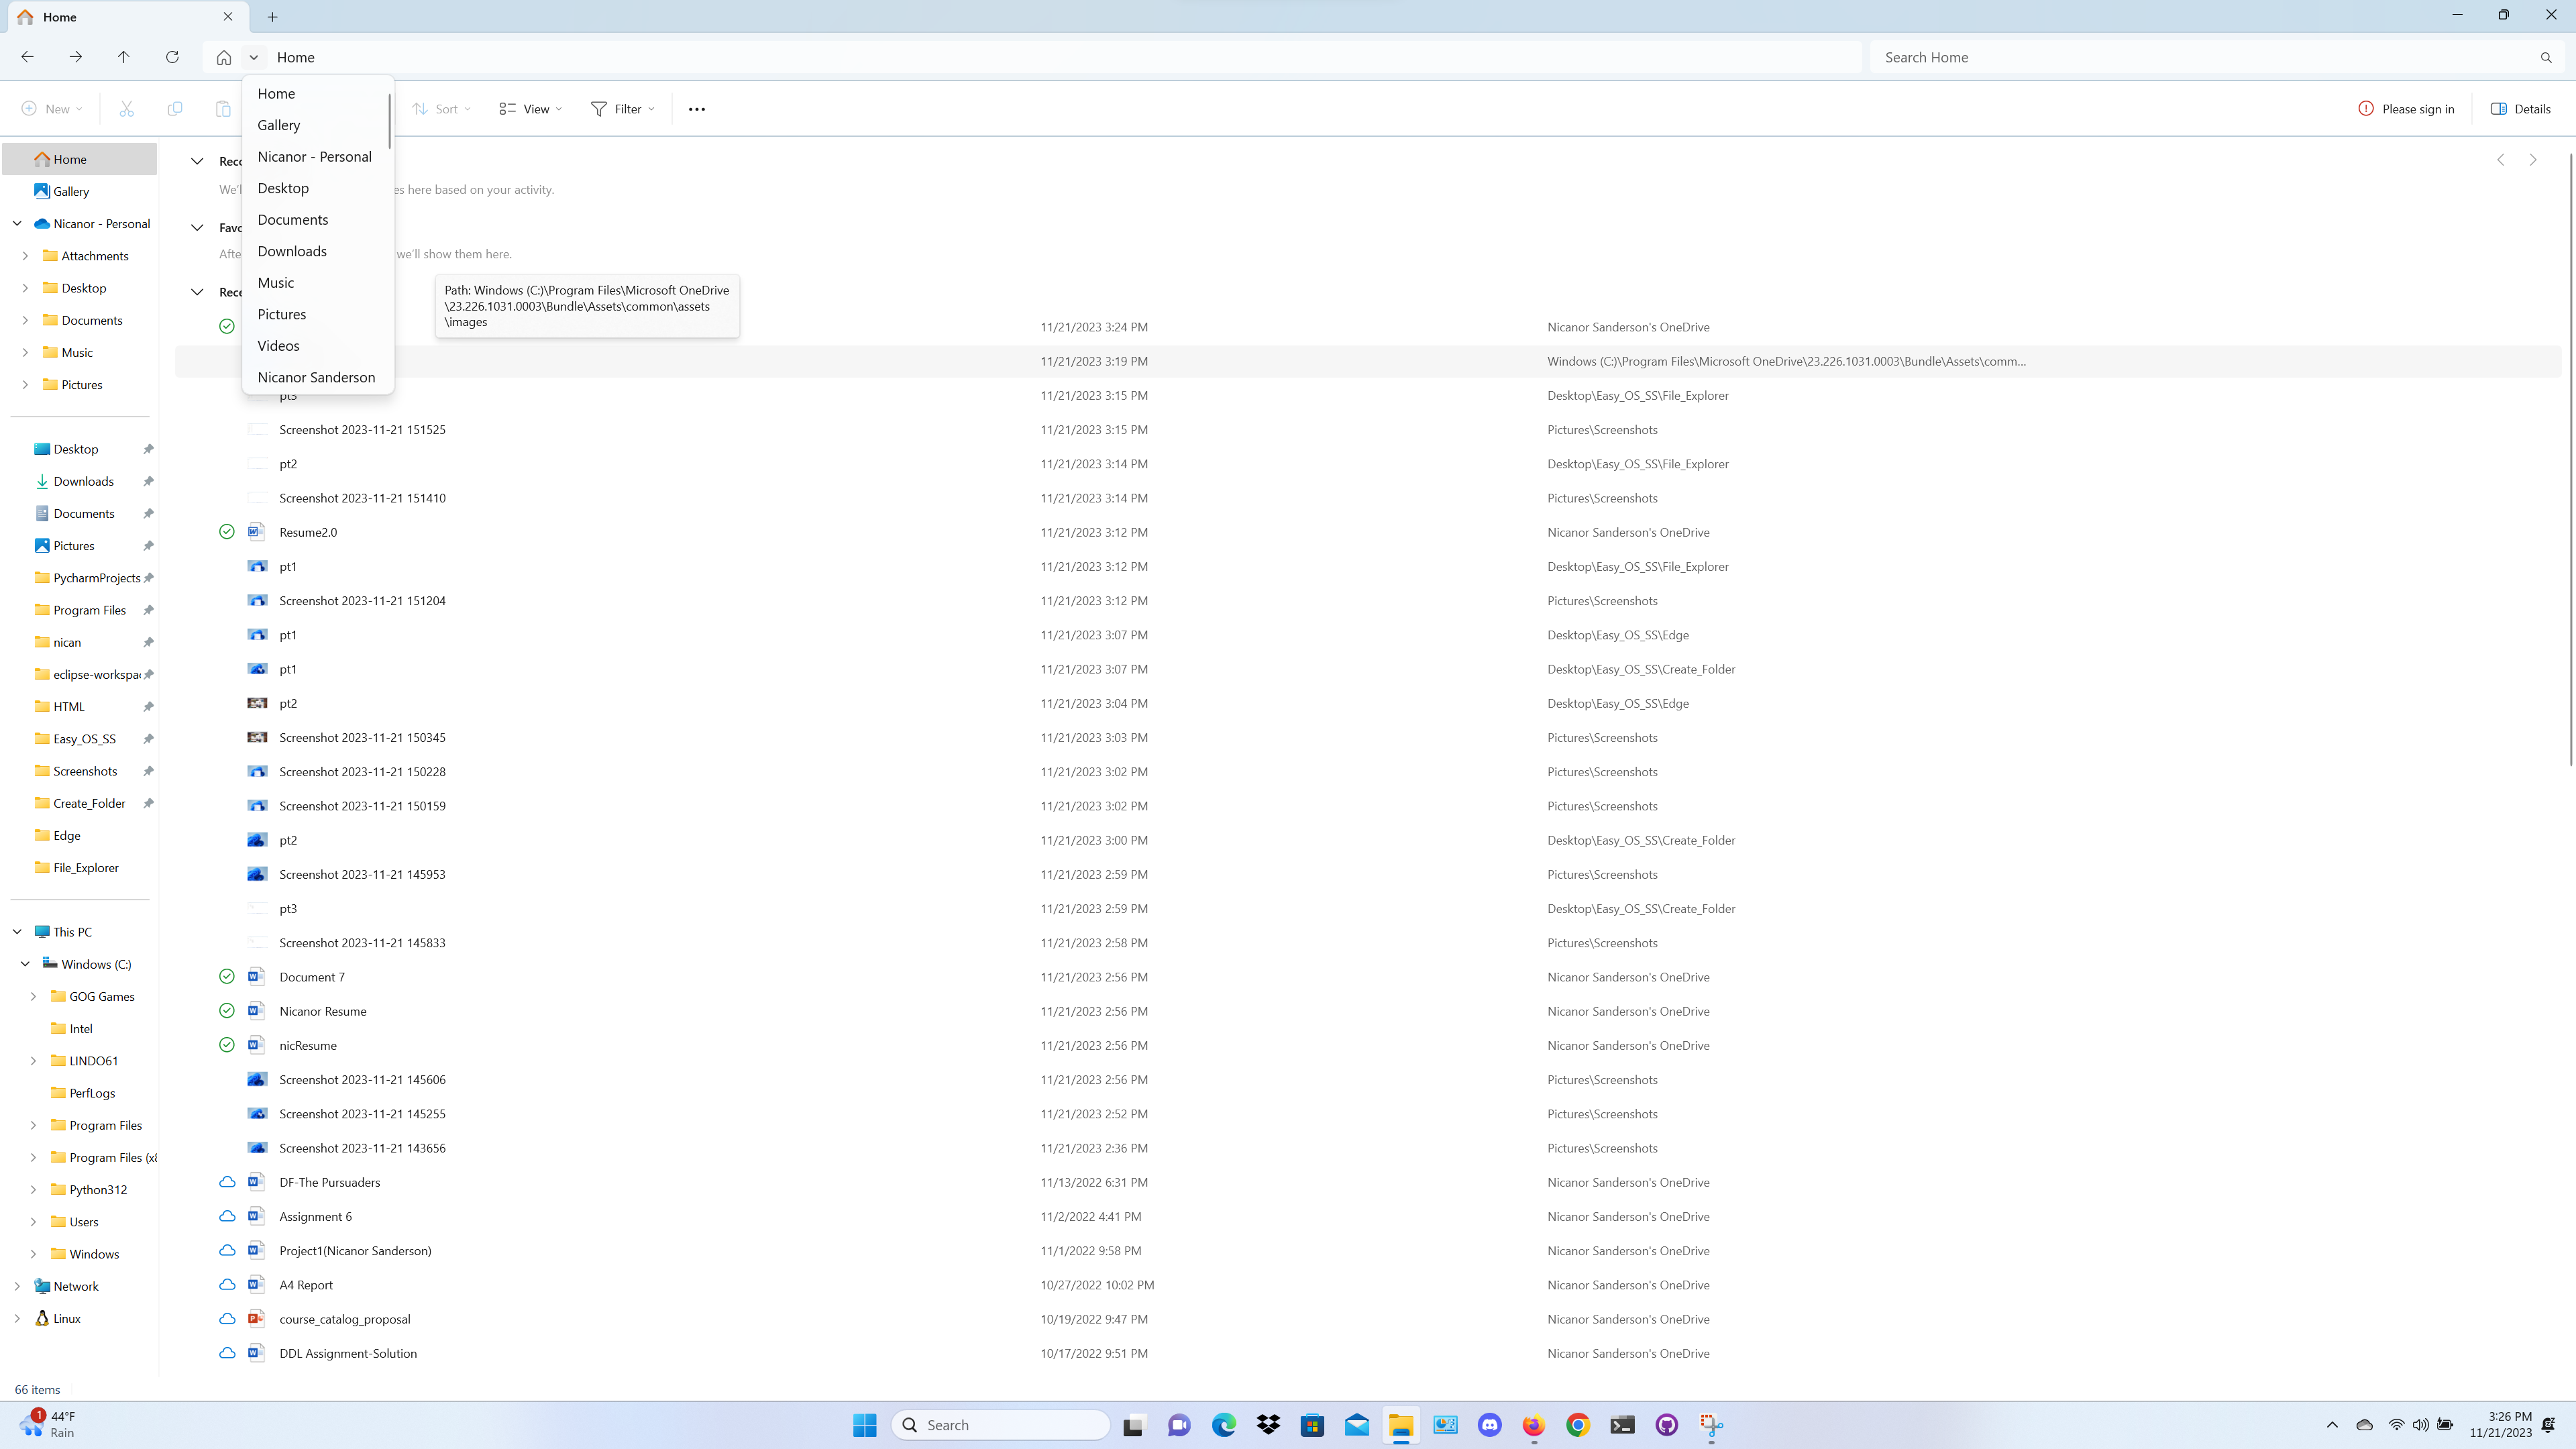 Home
Home
Search Home
New
Sort
View
Filter
Please sign in
Details
Home
Gallery
Nicanor - Personal
Desktop
Documents
Downloads
Music
Pictures
Videos
Nicanor Sanderson
Home
Gallery
Nicanor - Personal
Attachments
Desktop
Documents
Music
Pictures
Desktop
Downloads
Documents
Pictures
PycharmProjects
Program Files
nican
eclipse-workspac
HTML
Easy_OS_SS
Screenshots
Create_Folder
Edge
File_Explorer
This PC
Windows (C:)
GOG Games
Intel
LINDO61
PerfLogs
Program Files
Program Files (x8
Python312
Users
Windows
Network
Linux
es here based on your activity.
we'll show them here.
Path: Windows (C:)\Program Files\Microsoft OneDrive
\23.226.1031.0003\Bundle\Assets\common\assets
\images
11/21/2023 3:24 PM Nicanor Sanderson's OneDrive
11/21/2023 3:19 PM Windows (C:)\Program Files\Microsoft OneDrive\23.226.1031.0003\Bundle\Assets\comm...
pt3 11/21/2023 3:15 PM Desktop\Easy_OS_SS\File_Explorer
Screenshot 2023-11-21 151525 11/21/2023 3:15 PM Pictures\Screenshots
pt2 11/21/2023 3:14 PM Desktop\Easy_OS_SS\File_Explorer
Screenshot 2023-11-21 151410 11/21/2023 3:14 PM Pictures\Screenshots
Resume2.0 11/21/2023 3:12 PM Nicanor Sanderson's OneDrive
pt1 11/21/2023 3:12 PM Desktop\Easy_OS_SS\File_Explorer
Screenshot 2023-11-21 151204 11/21/2023 3:12 PM Pictures\Screenshots
pt1 11/21/2023 3:07 PM Desktop\Easy_OS_SS\Edge
pt1 11/21/2023 3:07 PM Desktop\Easy_OS_SS\Create_Folder
pt2 11/21/2023 3:04 PM Desktop\Easy_OS_SS\Edge
Screenshot 2023-11-21 150345 11/21/2023 3:03 PM Pictures\Screenshots
Screenshot 2023-11-21 150228 11/21/2023 3:02 PM Pictures\Screenshots
Screenshot 2023-11-21 150159 11/21/2023 3:02 PM Pictures\Screenshots
pt2 11/21/2023 3:00 PM Desktop\Easy_OS_SS\Create_Folder
Screenshot 2023-11-21 145953 11/21/2023 2:59 PM Pictures\Screenshots
pt3 11/21/2023 2:59 PM Desktop\Easy_OS_SS\Create_Folder
Screenshot 2023-11-21 145833 11/21/2023 2:58 PM Pictures\Screenshots
Document 7 11/21/2023 2:56 PM Nicanor Sanderson's OneDrive
Nicanor Resume 11/21/2023 2:56 PM Nicanor Sanderson's OneDrive
nicResume 11/21/2023 2:56 PM Nicanor Sanderson's OneDrive
Screenshot 2023-11-21 145606 11/21/2023 2:56 PM Pictures\Screenshots
Screenshot 2023-11-21 145255 11/21/2023 2:52 PM Pictures\Screenshots
Screenshot 2023-11-21 143656 11/21/2023 2:36 PM Pictures\Screenshots
DF-The Pursuaders 11/13/2022 6:31 PM Nicanor Sanderson's OneDrive
Assignment 6 11/2/2022 4:41 PM Nicanor Sanderson's OneDrive
Project1(Nicanor Sanderson) 11/1/2022 9:58 PM Nicanor Sanderson's OneDrive
A4 Report 10/27/2022 10:02 PM Nicanor Sanderson's OneDrive
course_catalog_proposal 10/19/2022 9:47 PM Nicanor Sanderson's OneDrive
DDL Assignment-Solution 10/17/2022 9:51 PM Nicanor Sanderson's OneDrive
66 items
1
44°F
Rain
Search
3:26 PM
11/21/2023